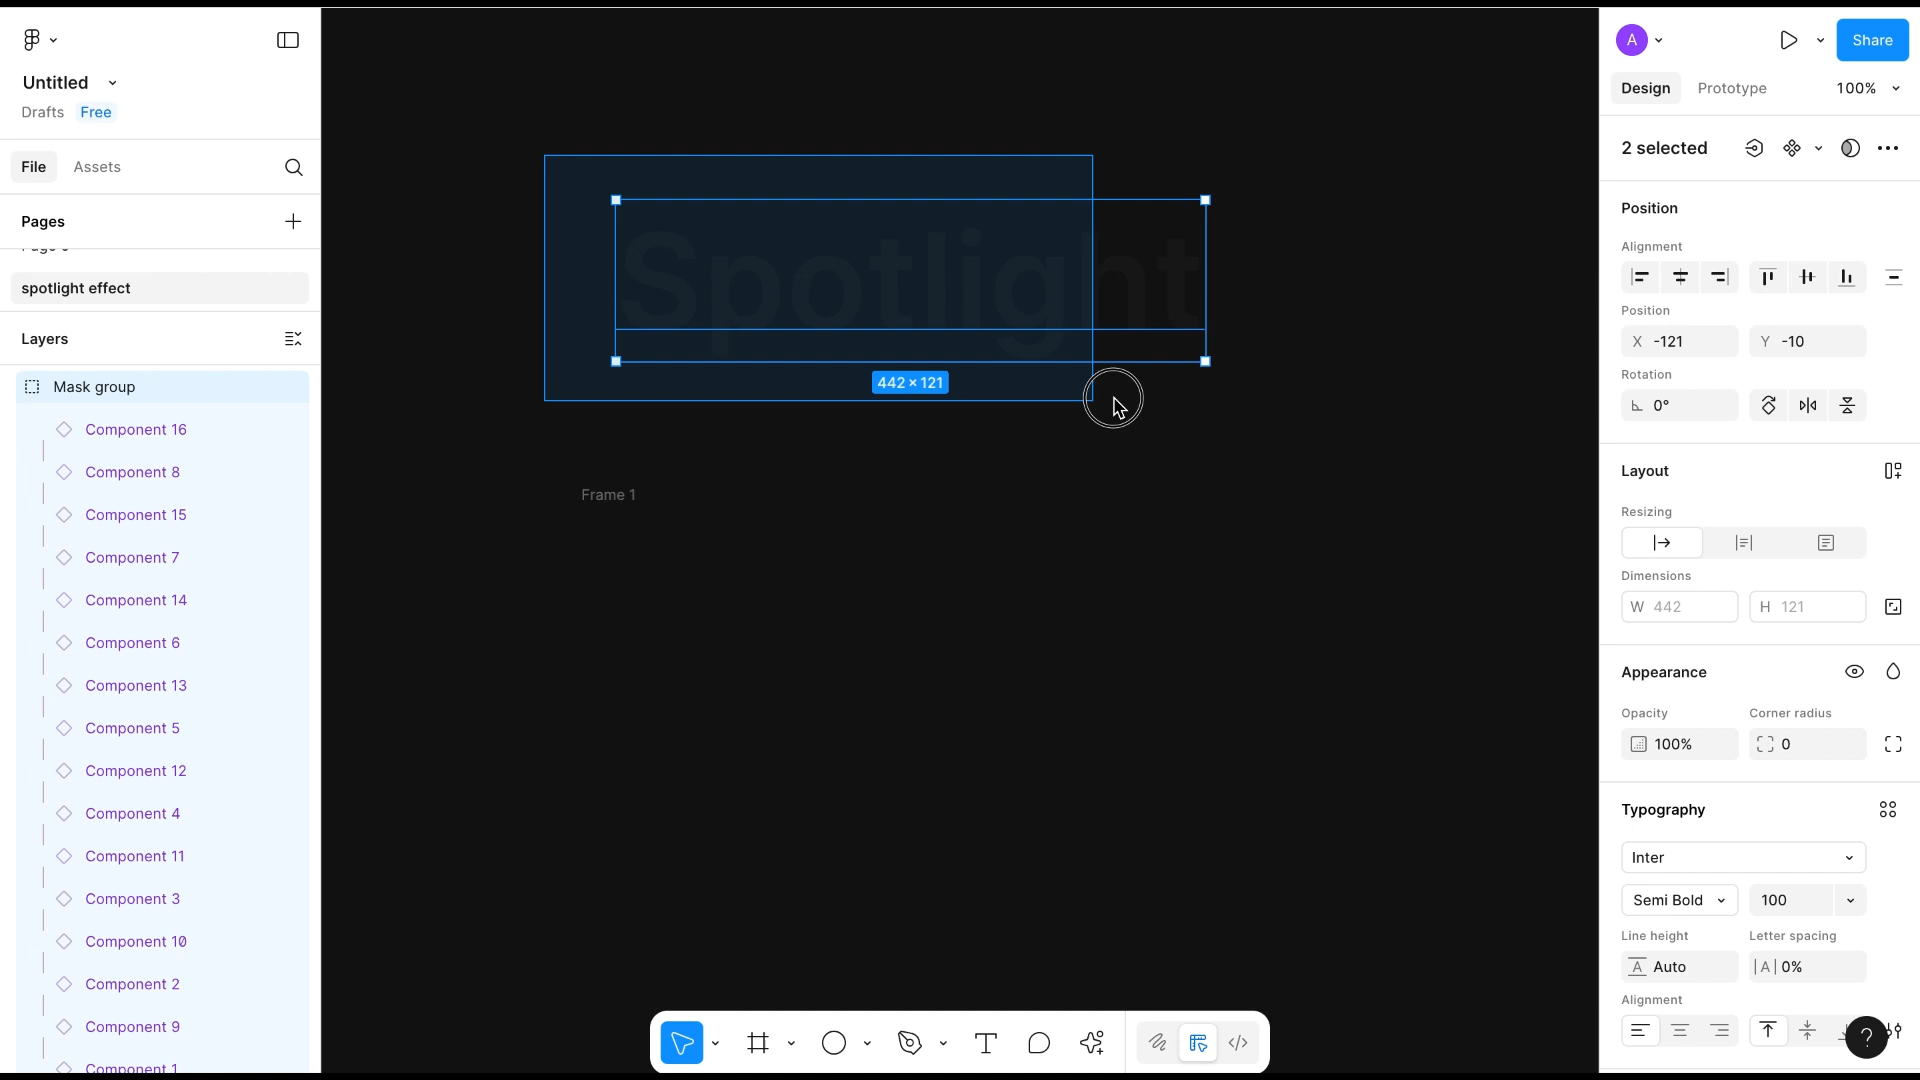 A
Share
Untitled
Drafts Free
Design Prototype 100%
2 selected
File Assets
Position
Pages
Alignment
spotlight effect
Position
X -121 Y -10
Layers
Rotation
0°
Mask group
Spotlight
442 × 121
Component 16
Component 8
Layout
Frame 1
Component 15
Resizing
Component 7
Dimensions
Component 14
W 442 H 121
Component 6
Appearance
Component 13
Opacity Corner radius
Component 5
100% 0
Component 12
Component 4
Typography
Component 11
Inter
Component 3
Semi Bold 100
Line height Letter spacing
Component 10
Auto 0%
Component 2
Alignment
Component 9
Component 1
?